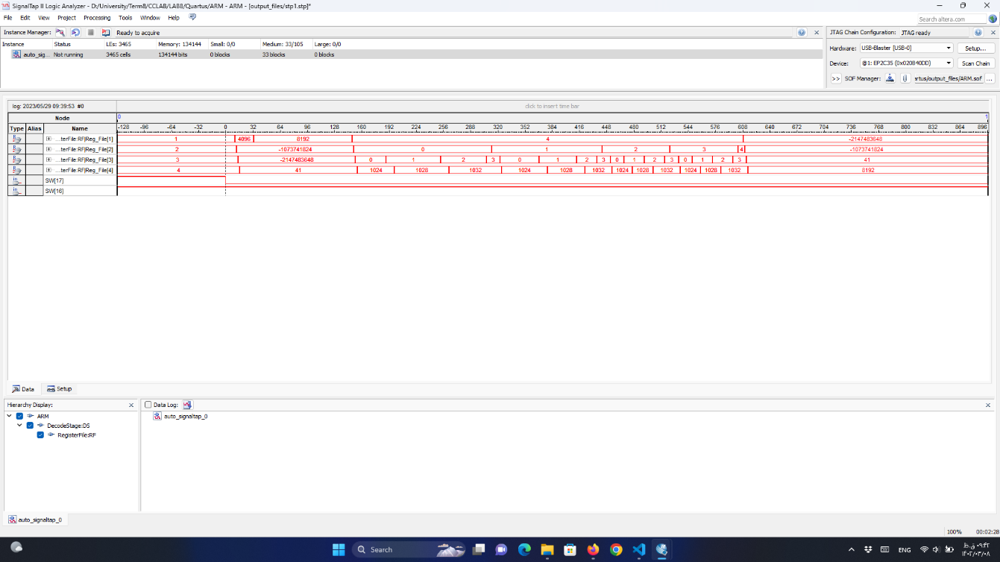 SignalTap II Logic Analyzer - D:/University/Term8/CCLAB/LAB8/Quartus/ARM - ARM - [output_files/stp1.stp]*
File Edit View Project Processing Tools Window Help
Search altera.com
Instance Manager: Ready to acquire
Instance Status LEs: 3465 Memory: 134144 Small: 0/0 Medium: 33/105 Large: 0/0
auto_sig... Not running 3465 cells 134144 bits 0 blocks 33 blocks 0 blocks
JTAG Chain Configuration: JTAG ready
Hardware: USB-Blaster [USB-0] Setup...
Device: @1: EP2C35 (0x020B40DD) Scan Chain
>> SOF Manager: ırtus/output_files/ARM.sof ...
log: 2023/05/29 09:39:53 #0 click to insert time bar
Node 0 1
Type Alias Name -128 -96 -64 -32 0 32 64 96 128 160 192 224 256 288 320 352 384 416 448 480 512 544 576 608 640 672 704 736 768 800 832 864 896
...terFile:RF|Reg_File[1] 1 4096 8192 4 -2147483648
...terFile:RF|Reg_File[2] 2 -1073741824 0 1 2 3 4 -1073741824
...terFile:RF|Reg_File[3] 3 -2147483648 0 1 2 3 0 1 2 3 0 1 2 3 0 1 2 3 41
...terFile:RF|Reg_File[4] 4 41 1024 1028 1032 1024 1028 1032 1024 1028 1032 1024 1028 1032 8192
SW[17]
SW[16]
Data Setup
Hierarchy Display:
ARM
DecodeStage:DS
RegisterFile:RF
Data Log:
auto_signaltap_0
auto_signaltap_0
100% 00:02:28
Search
ENG
۰۹:۴۲ ق.ظ
۱۴۰۲/۰۳/۰۸